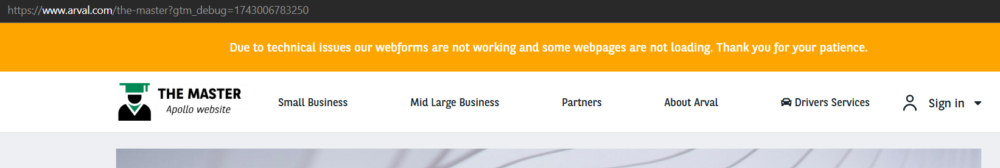 https://www.arval.com/the-master?gtm_debug=1743006783250
Due to technical issues our webforms are not working and some webpages are not loading. Thank you for your patience.
THE MASTER
Apollo website
Small Business
Mid Large Business
Partners
About Arval
Drivers Services
Sign in